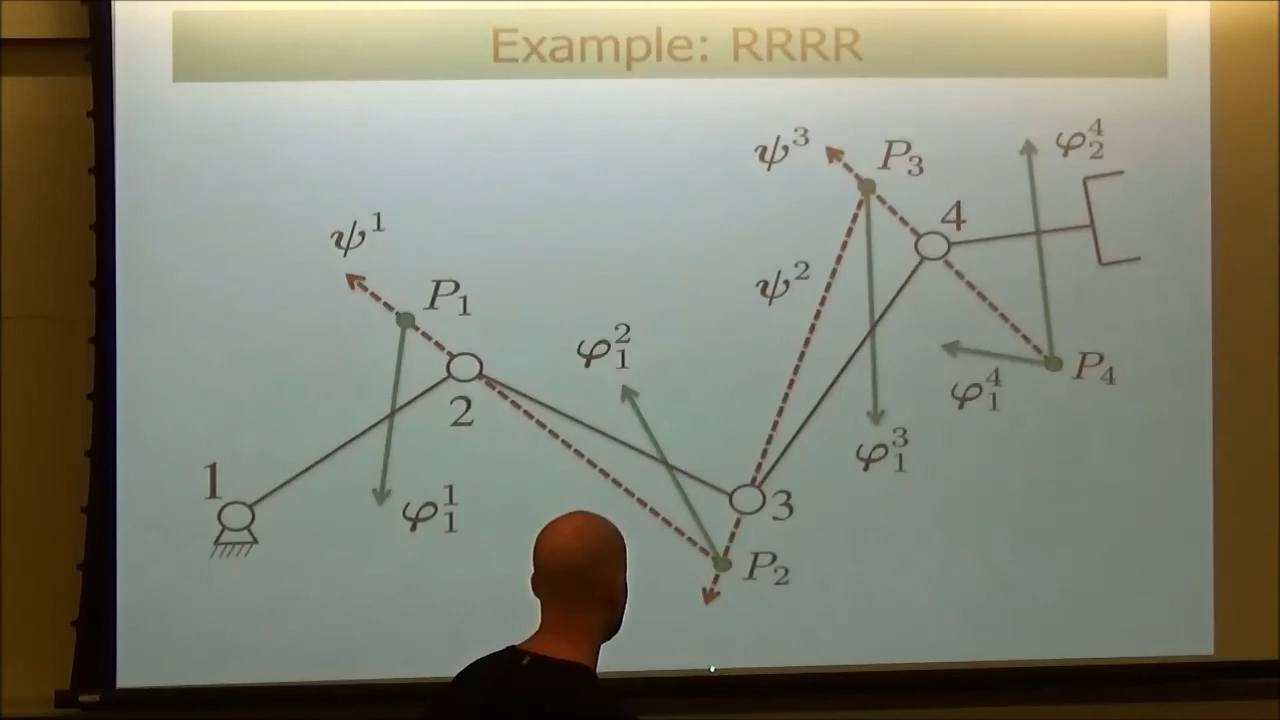 Example: RRRR
ψ³
P₃
φ₂⁴
ψ¹
4
P₁
ψ²
φ₁²
2
P₄
φ₁⁴
φ₁³
1
φ₁¹
3
P₂